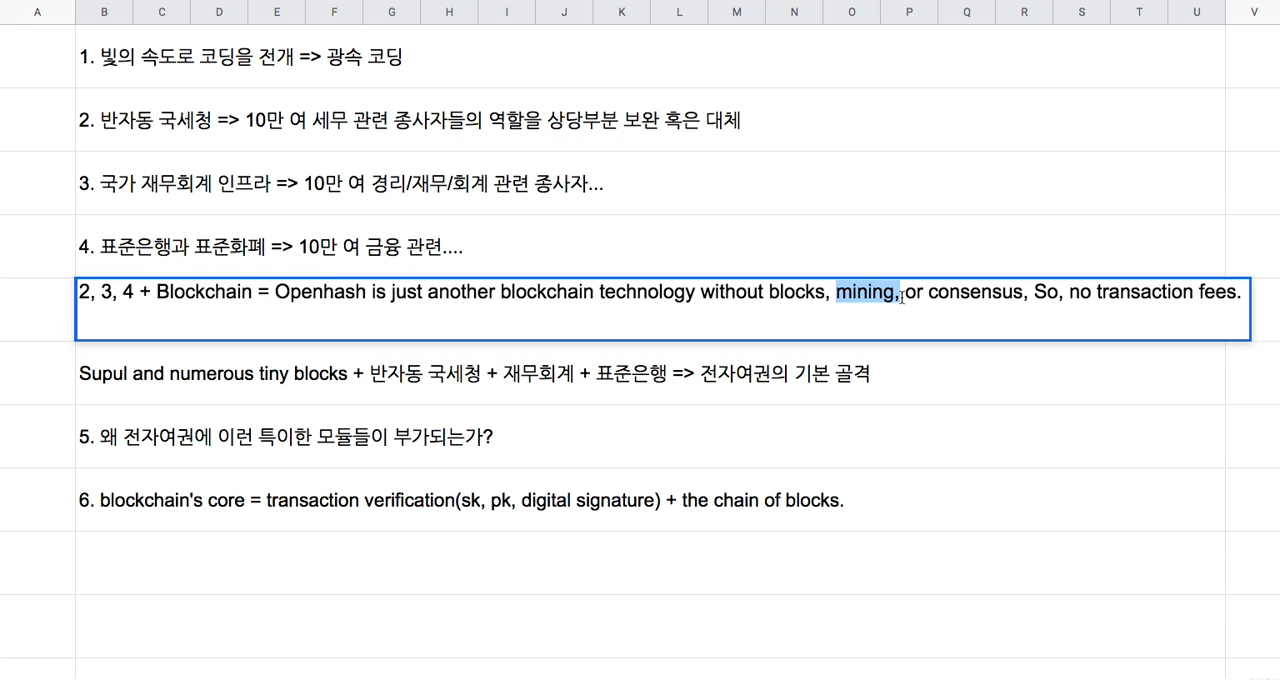 A B C D E F G H I J K L M N O P Q R S T U V
1. 빛의 속도로 코딩을 전개 => 광속 코딩
2. 반자동 국세청 => 10만 여 세무 관련 종사자들의 역할을 상당부분 보완 혹은 대체
3. 국가 재무회계 인프라 => 10만 여 경리/재무/회계 관련 종사자...
4. 표준은행과 표준화폐 => 10만 여 금융 관련....
2, 3, 4 + Blockchain = Openhash is just another blockchain technology without blocks, mining, or consensus, So, no transaction fees.
Supul and numerous tiny blocks + 반자동 국세청 + 재무회계 + 표준은행 => 전자여권의 기본 골격
5. 왜 전자여권에 이런 특이한 모듈들이 부가되는가?
6. blockchain's core = transaction verification(sk, pk, digital signature) + the chain of blocks.